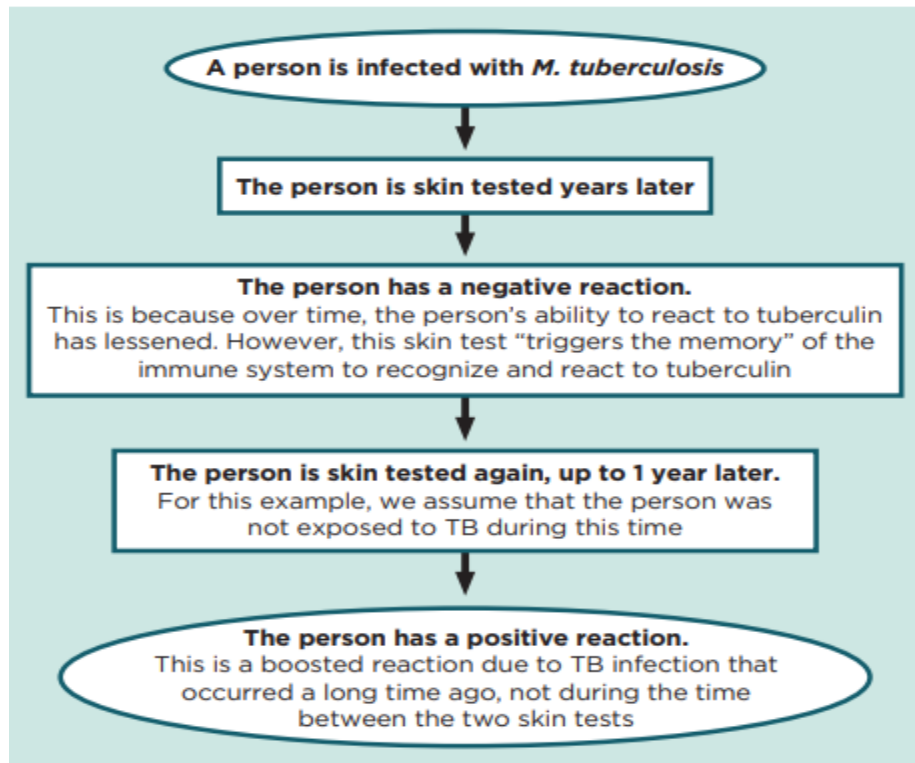 A person is infected with M. tuberculosis
The person is skin tested years later
The person has a negative reaction.
This is because over time, the person’s ability to react to tuberculin
has lessened. However, this skin test “triggers the memory” of the
immune system to recognize and react to tuberculin
The person is skin tested again, up to 1 year later.
For this example, we assume that the person was
not exposed to TB during this time
The person has a positive reaction.
This is a boosted reaction due to TB infection that
occurred a long time ago, not during the time
between the two skin tests